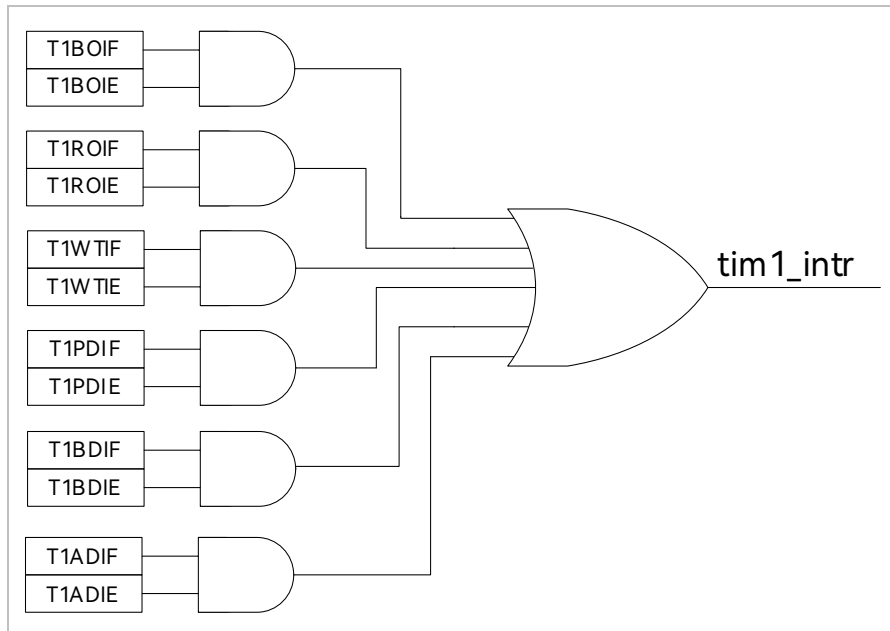 T1BOIF
T1BOIE
T1ROIF
T1ROIE
T1WTIF
T1WTIE
tim1_intr
T1PDIF
T1PDIE
T1BDIF
T1BDIE
T1ADIF
T1ADIE